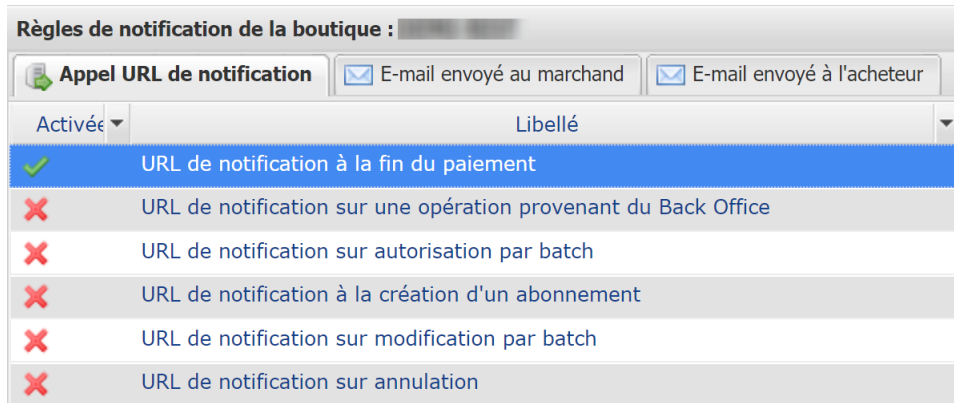 Règles de notification de la boutique :
Appel URL de notification E-mail envoyé au marchand E-mail envoyé à l'acheteur
Activée Libellé
URL de notification à la fin du paiement
URL de notification sur une opération provenant du Back Office
URL de notification sur autorisation par batch
URL de notification à la création d'un abonnement
URL de notification sur modification par batch
URL de notification sur annulation